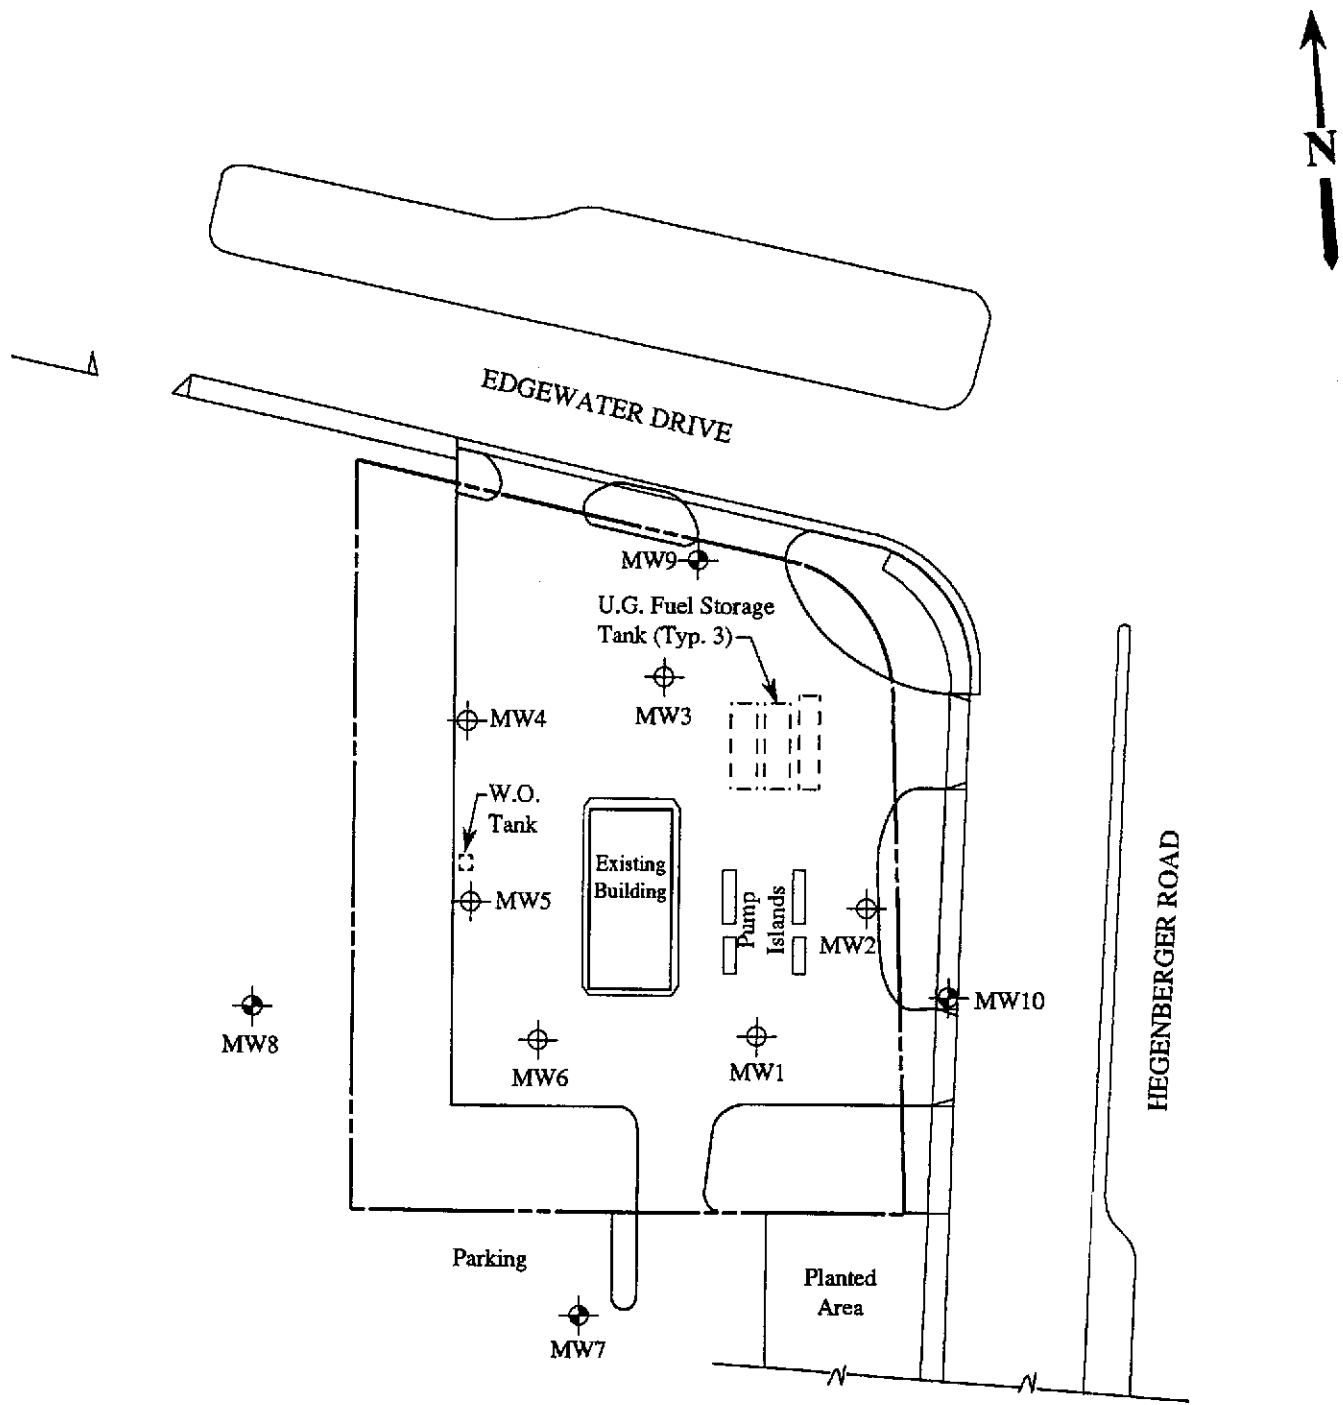 N
EDGEWATER DRIVE
MW9
U.G. Fuel Storage
Tank (Typ. 3)
MW3
MW4
W.O.
Tank
Existing
Building
MW5
Pump
Islands
MW2
HEGENBERGER ROAD
MW10
MW8
MW6
MW1
Parking
Planted
Area
MW7